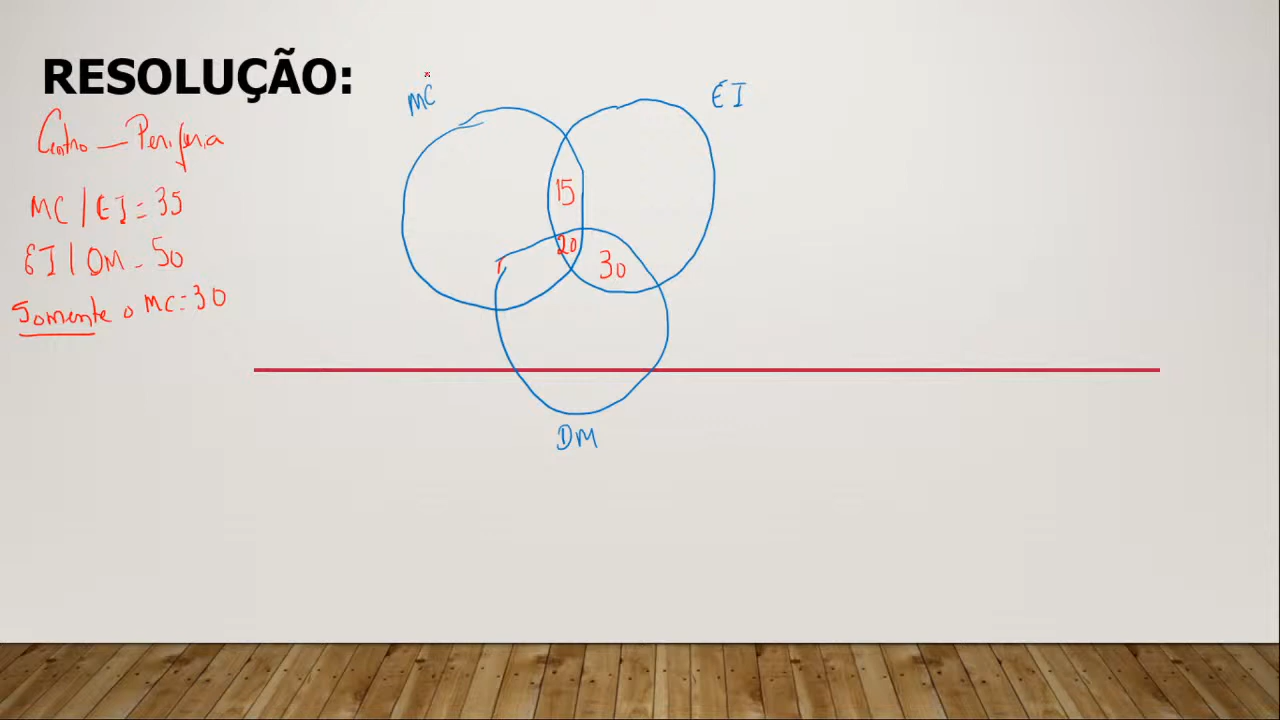 RESOLUÇÃO:
Centro — Periferia
MC / EI = 35
EI / DM = 50
Somente o MC = 30
MC
EI
15
20
30
DM